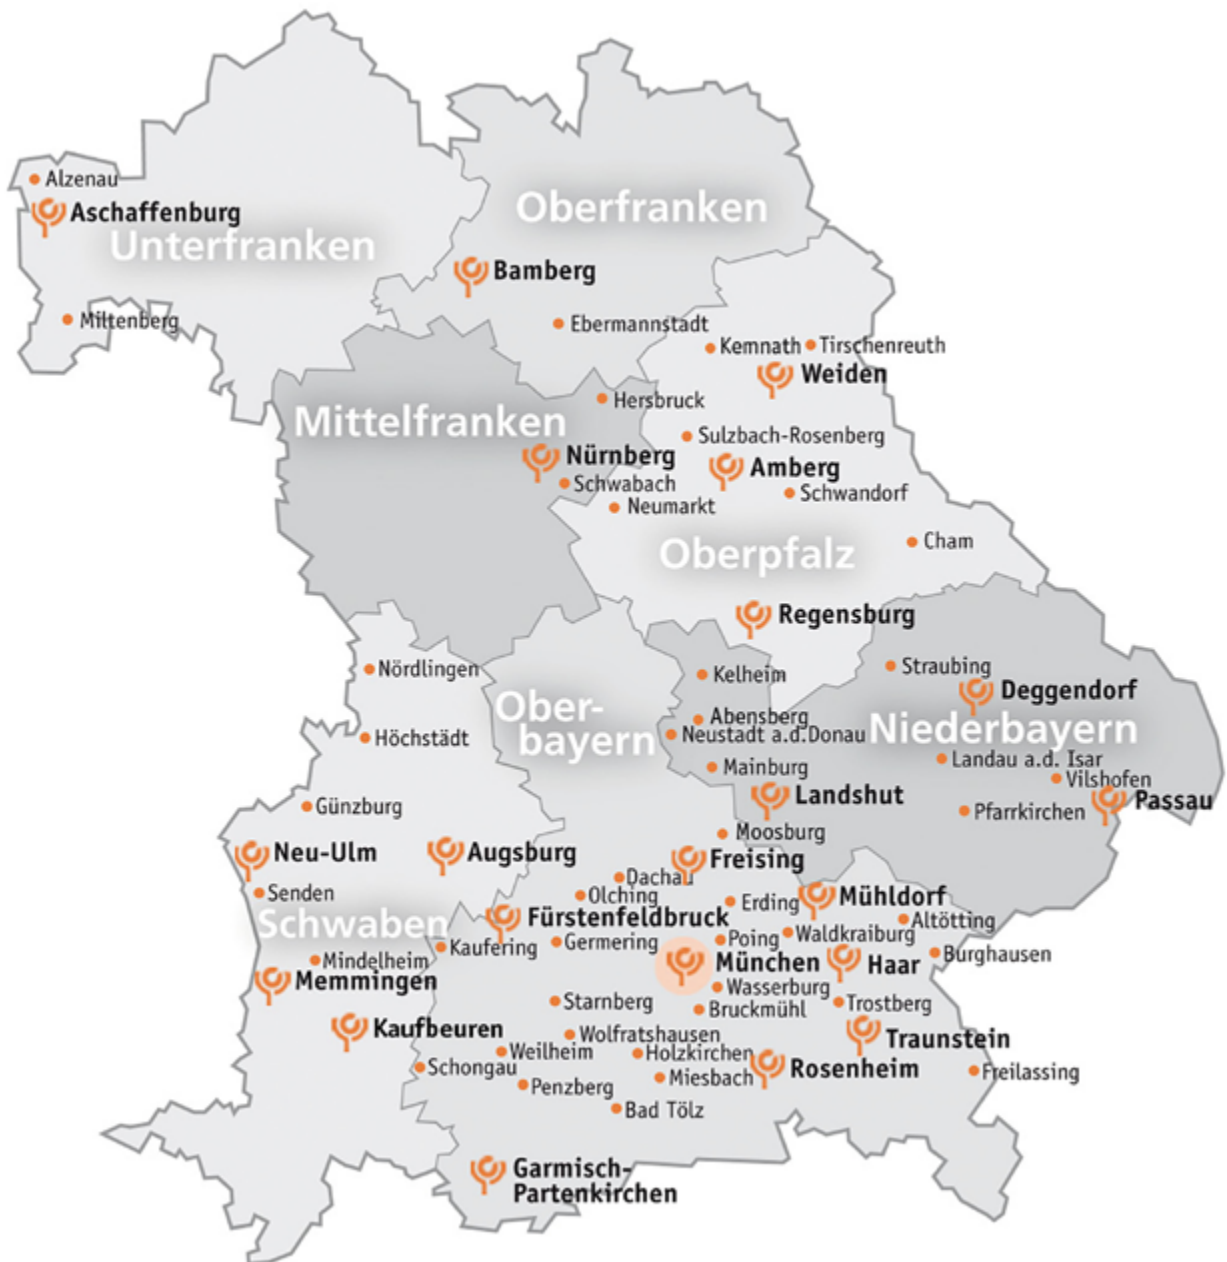 Alzenau
Aschaffenburg
Oberfranken
Unterfranken
Bamberg
Miltenberg
Ebermannstadt
Kemnath
Tirschenreuth
Weiden
Hersbruck
Mittelfranken
Sulzbach-Rosenberg
Nürnberg
Amberg
Schwabach
Schwandorf
Neumarkt
Cham
Oberpfalz
Regensburg
Nördlingen
Straubing
Kelheim
Deggendorf
Ober-
bayern
Abensberg
Niederbayern
Neustadt a.d.Donau
Höchstädt
Landau a.d. Isar
Mainburg
Vilshofen
Landshut
Passau
Günzburg
Pfarrkirchen
Moosburg
Neu-Ulm
Augsburg
Freising
Dachau
Senden
Olching
Mühldorf
Erding
Schwaben
Fürstenfeldbruck
Altötting
Kaufering
Germering
Poing
Waldkraiburg
Burghausen
Mindelheim
München
Haar
Memmingen
Wasserburg
Starnberg
Bruckmühl
Trostberg
Kaufbeuren
Wolfratshausen
Traunstein
Weilheim
Holzkirchen
Schongau
Rosenheim
Freilassing
Miesbach
Penzberg
Bad Tölz
Garmisch-
Partenkirchen